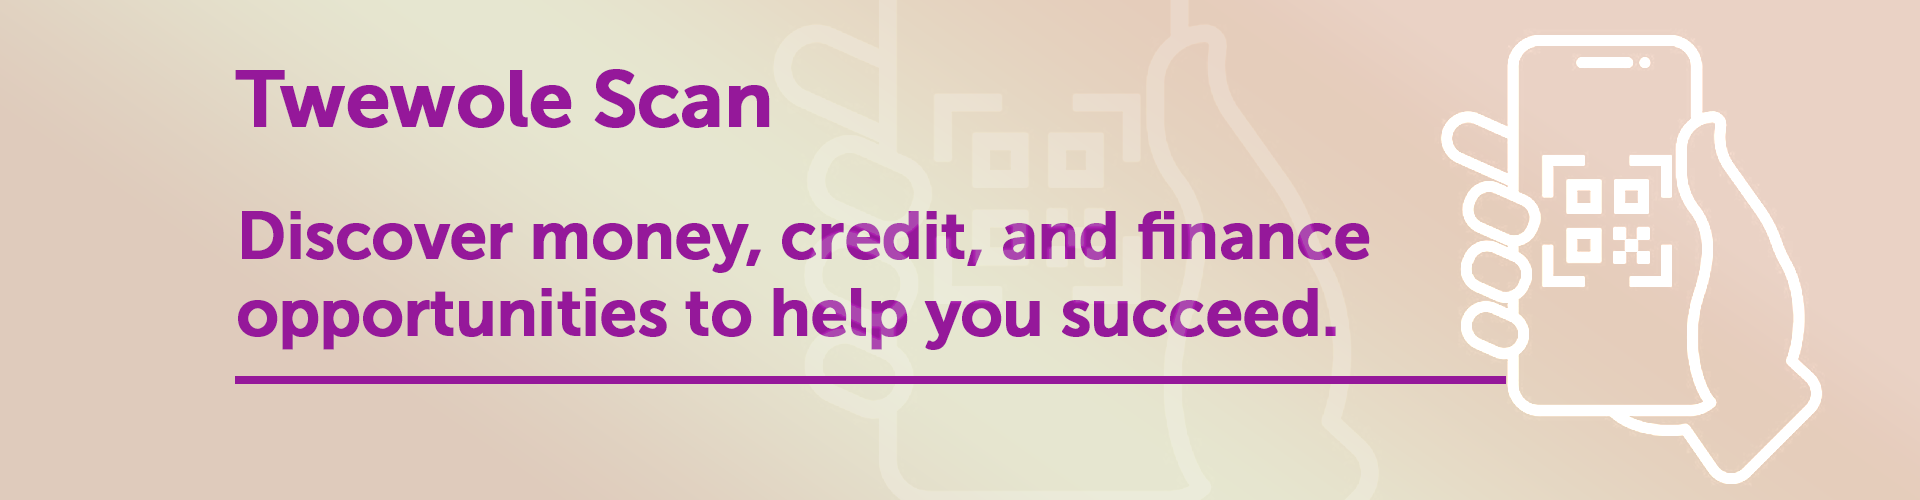 Twewole Scan
Discover money, credit, and finance
opportunities to help you succeed.